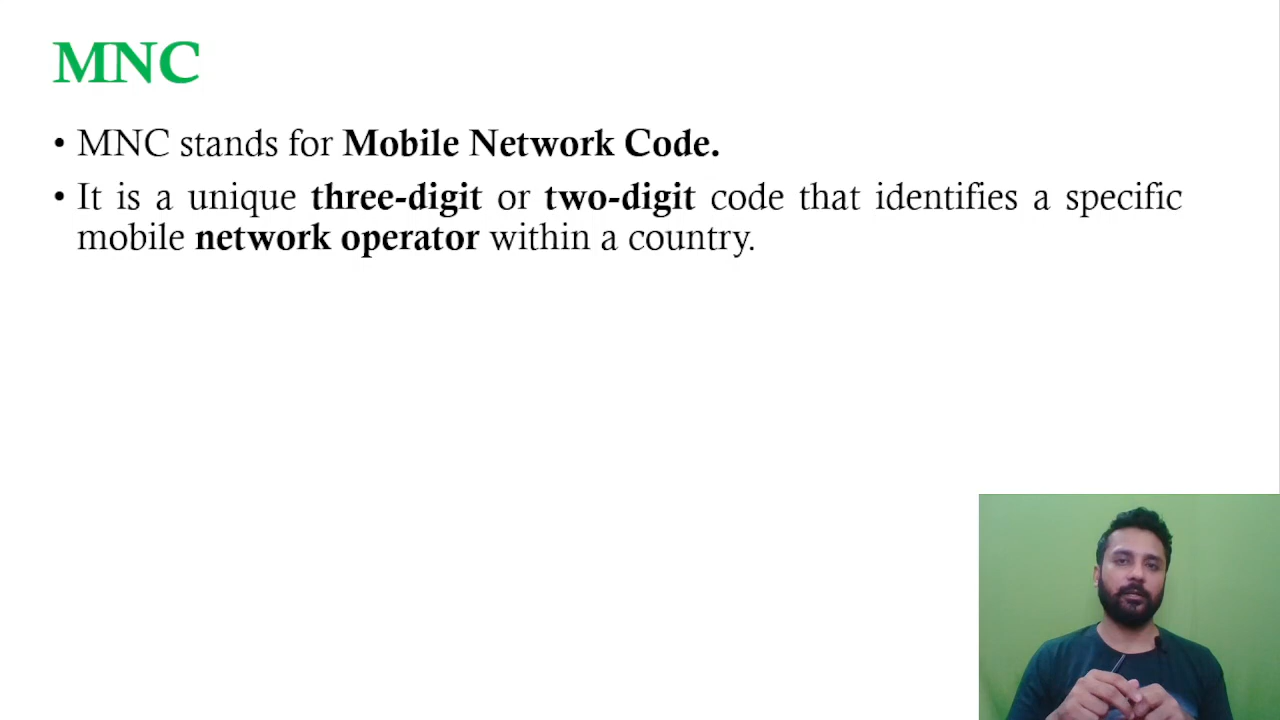 MNC
• MNC stands for Mobile Network Code.
• It is a unique three-digit or two-digit code that identifies a specific
mobile network operator within a country.